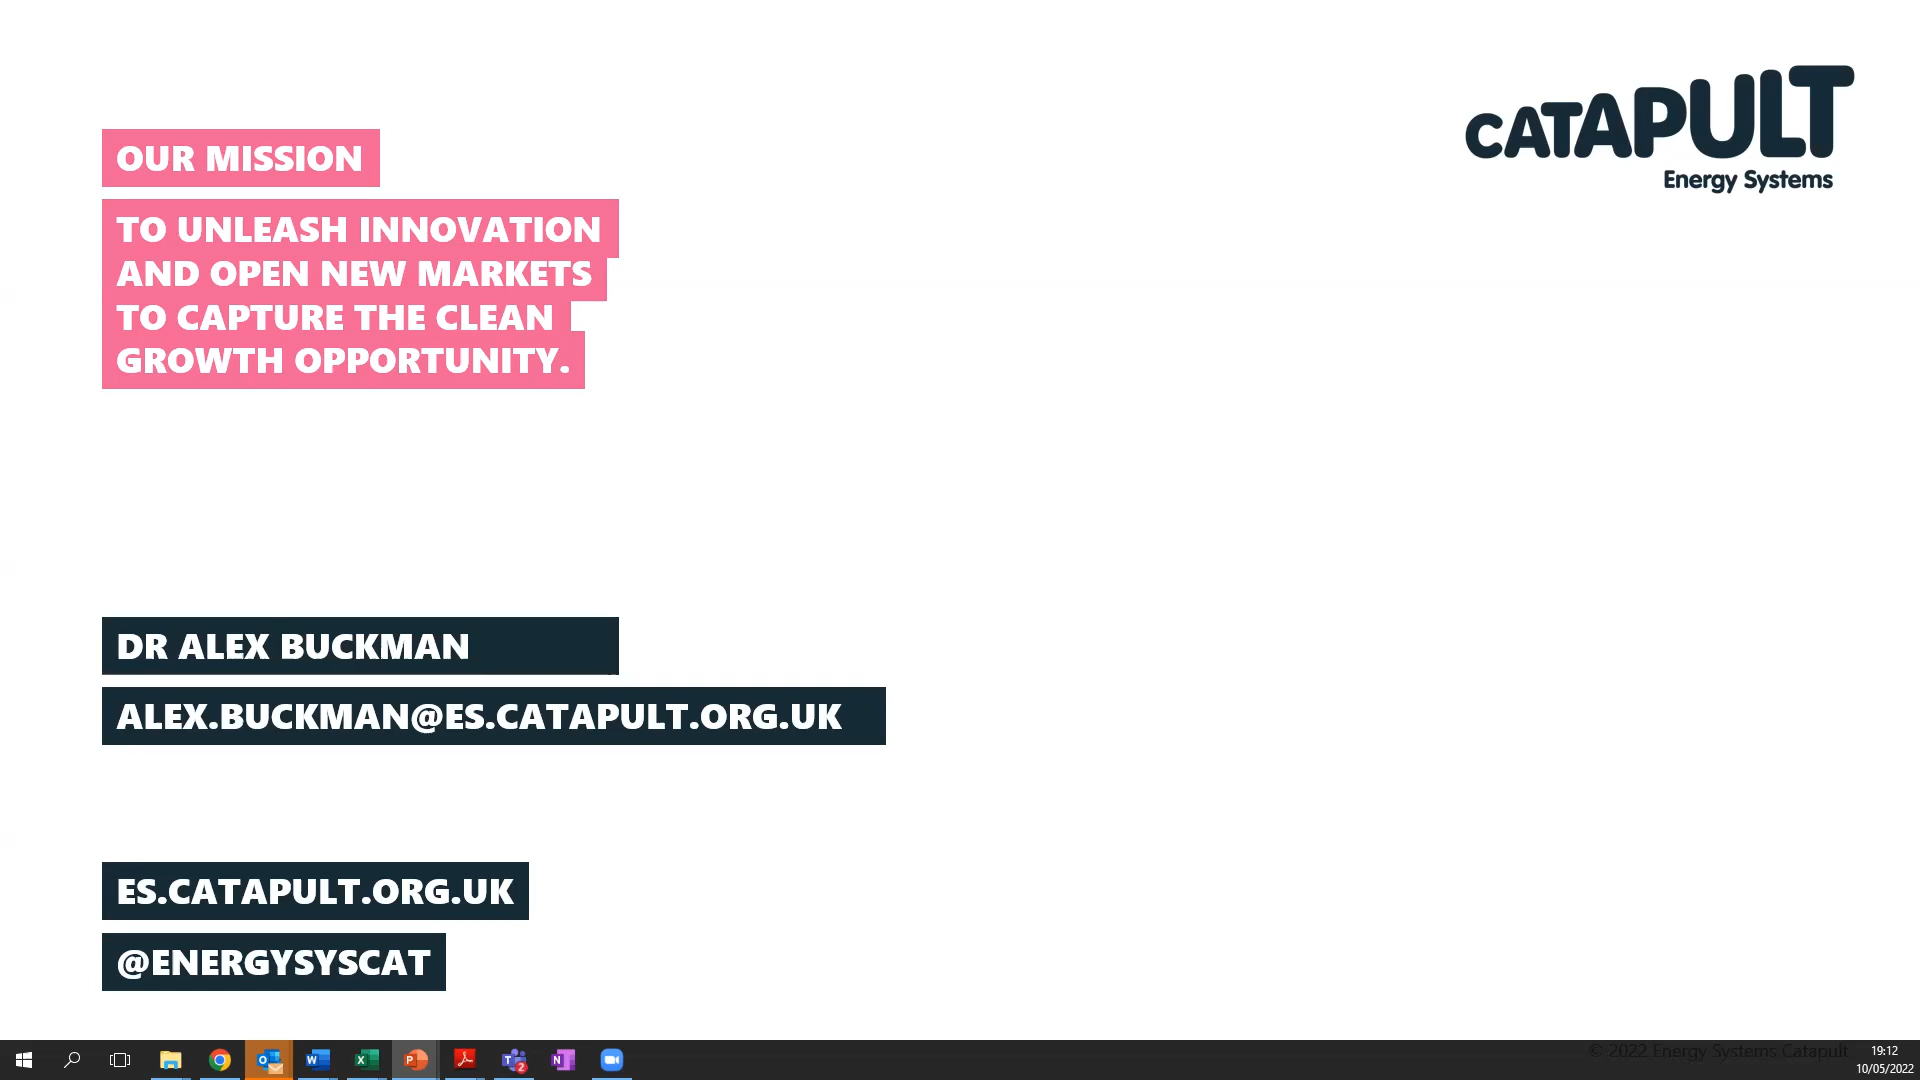 CATAPULT
Energy Systems
OUR MISSION
TO UNLEASH INNOVATION
AND OPEN NEW MARKETS
TO CAPTURE THE CLEAN
GROWTH OPPORTUNITY.
DR ALEX BUCKMAN
ALEX.BUCKMAN@ES.CATAPULT.ORG.UK
ES.CATAPULT.ORG.UK
@ENERGYSYSCAT
© 2022 Energy Systems Catapult
19:12
10/05/2022